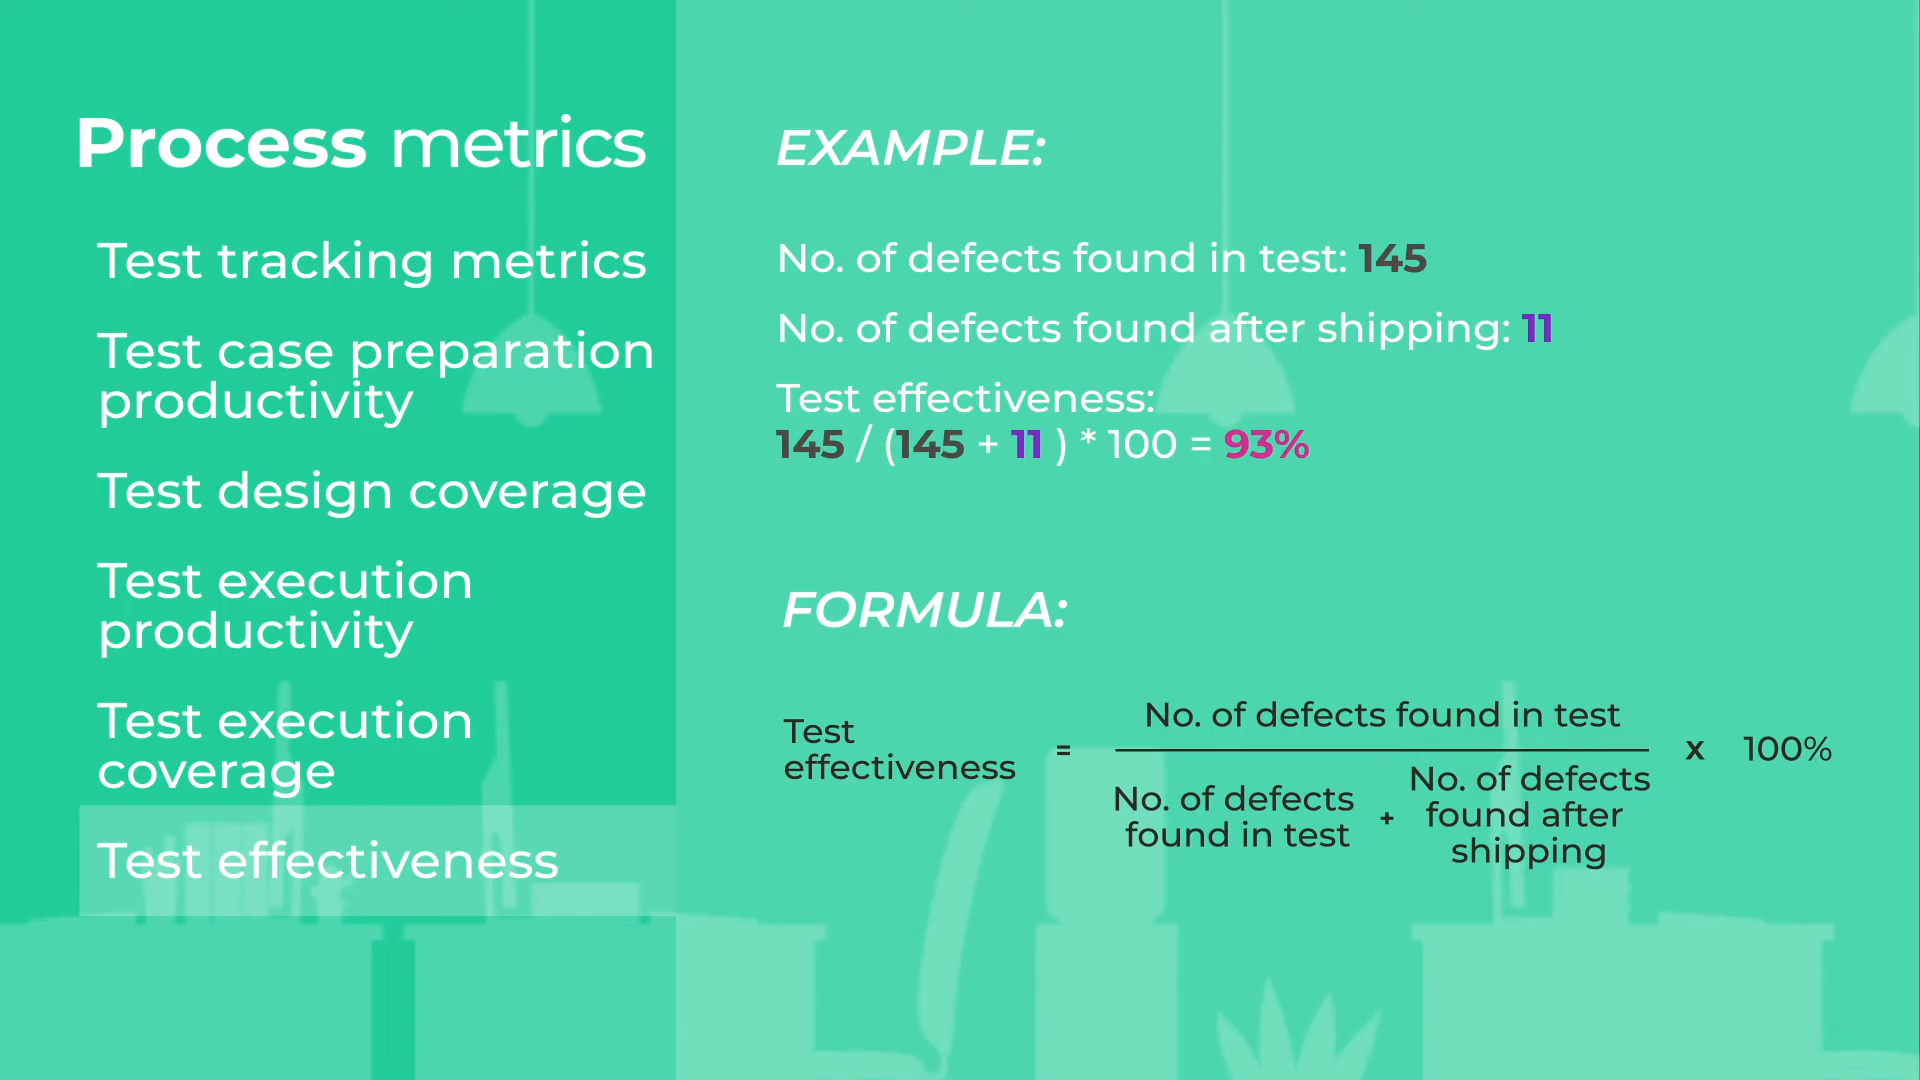 Process metrics
Test tracking metrics
Test case preparation
productivity
Test design coverage
Test execution
productivity
Test execution
coverage
Test effectiveness
EXAMPLE:
No. of defects found in test: 145
No. of defects found after shipping: 11
Test effectiveness:
145 / (145 + 11 ) * 100 = 93%
FORMULA:
Test
effectiveness
=
No. of defects found in test
No. of defects
found in test
+
No. of defects
found after
shipping
x 100%